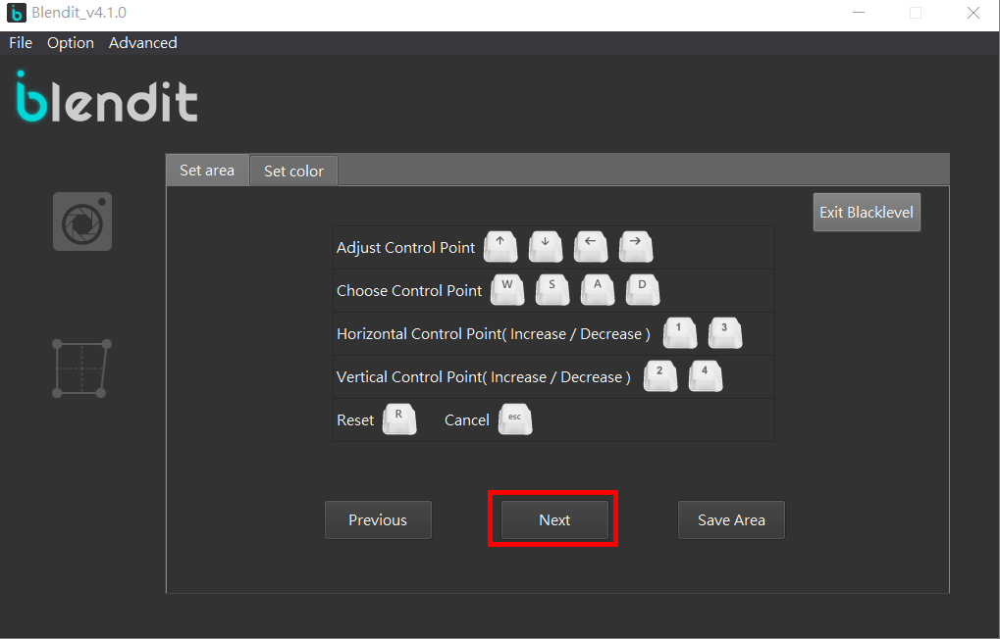 Blendit_v4.1.0
File Option Advanced
blendit
Set area Set color
Exit Blacklevel
Adjust Control Point ↑ ↓ ← →
Choose Control Point W S A D
Horizontal Control Point( Increase / Decrease ) 1 3
Vertical Control Point( Increase / Decrease ) 2 4
Reset R Cancel esc
Previous Next Save Area